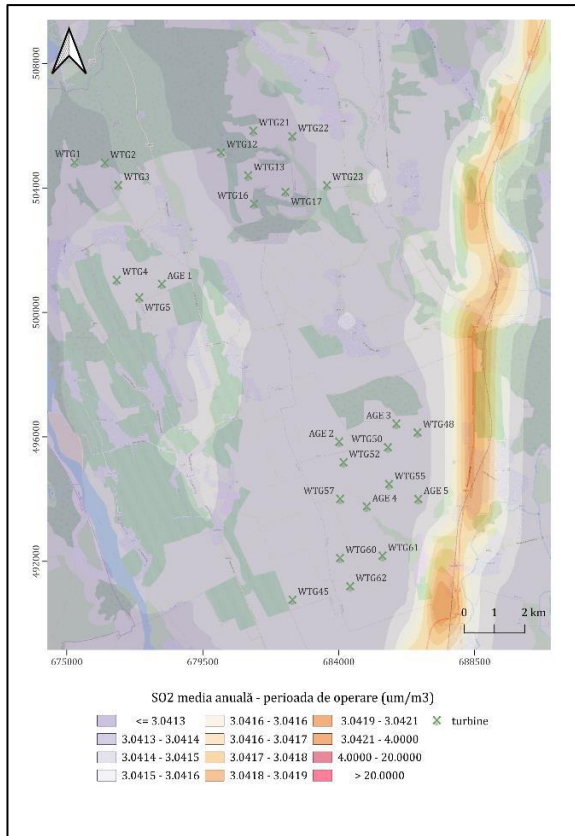 508000
WTG21
WTG22
WTG12
WTG1
WTG2
WTG13
WTG3
WTG23
504000
WTG16
WTG17
WTG4
AGE 1
WTG5
500000
AGE 3
WTG48
AGE 2
WTG50
496000
WTG52
WTG55
WTG57
AGE 4
AGE 5
WTG60
WTG61
492000
WTG62
WTG45
0 1 2 km
675000 679500 684000 688500
SO2 media anuală - perioada de operare (um/m3)
<= 3.0413 3.0416 - 3.0416 3.0419 - 3.0421 turbine
3.0413 - 3.0414 3.0416 - 3.0417 3.0421 - 4.0000
3.0414 - 3.0415 3.0417 - 3.0418 4.0000 - 20.0000
3.0415 - 3.0416 3.0418 - 3.0419 > 20.0000